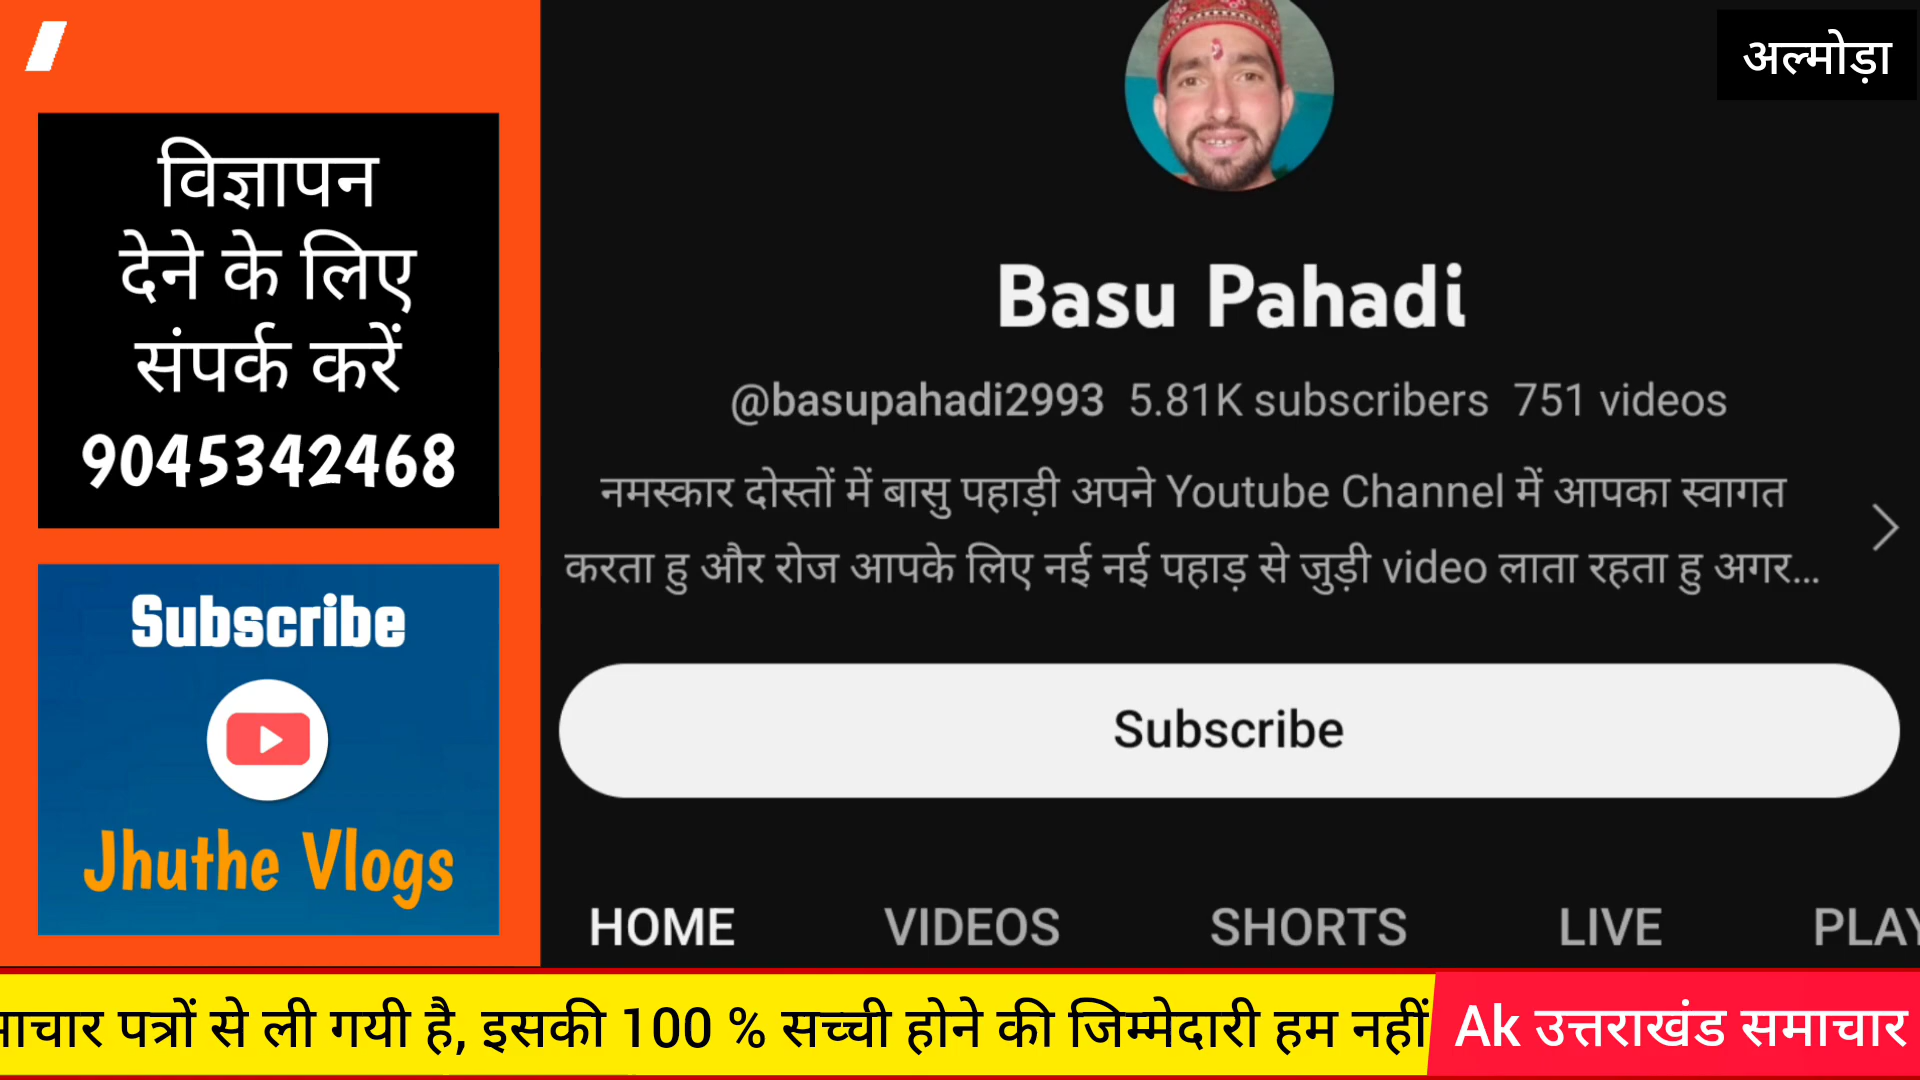 विज्ञापन
देने के लिए
संपर्क करें
9045342468
Subscribe
Jhuthe Vlogs
अल्मोड़ा
Basu Pahadi
@basupahadi2993 5.81K subscribers 751 videos
नमस्कार दोस्तों में बासु पहाड़ी अपने Youtube Channel में आपका स्वागत
करता हु और रोज आपके लिए नई नई पहाड़ से जुड़ी video लाता रहता हु अगर...
Subscribe
HOME VIDEOS SHORTS LIVE PLAY
माचार पत्रों से ली गयी है, इसकी 100 % सच्ची होने की जिम्मेदारी हम नहीं
Ak उत्तराखंड समाचार